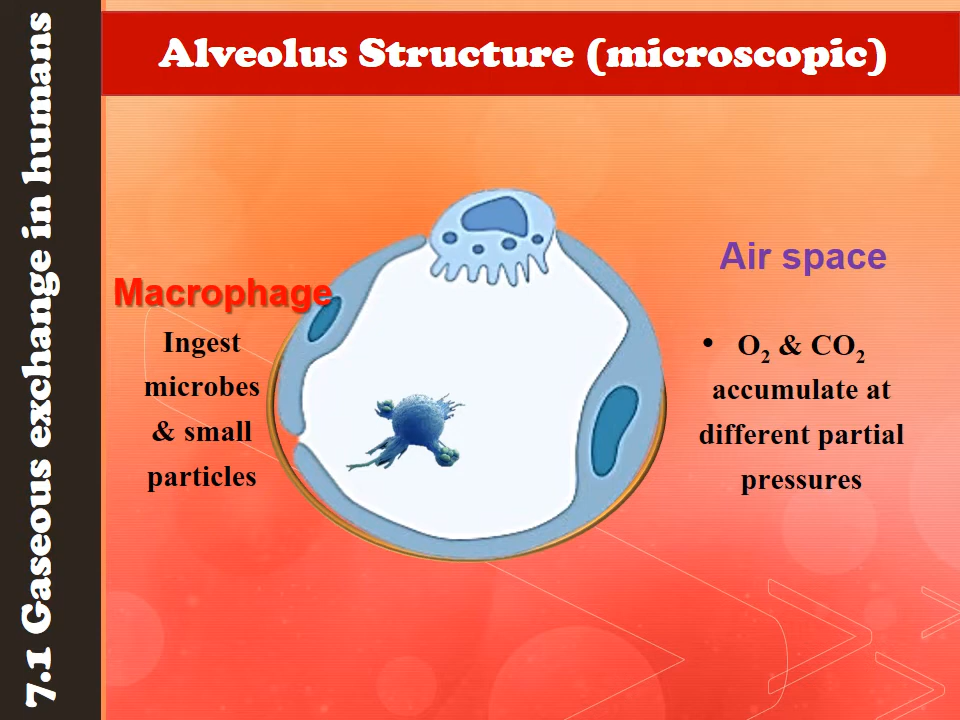 7.1 Gaseous exchange in humans
Alveolus Structure (microscopic)
Macrophage
Ingest
microbes
& small
particles
Air space
• O₂ & CO₂
accumulate at
different partial
pressures